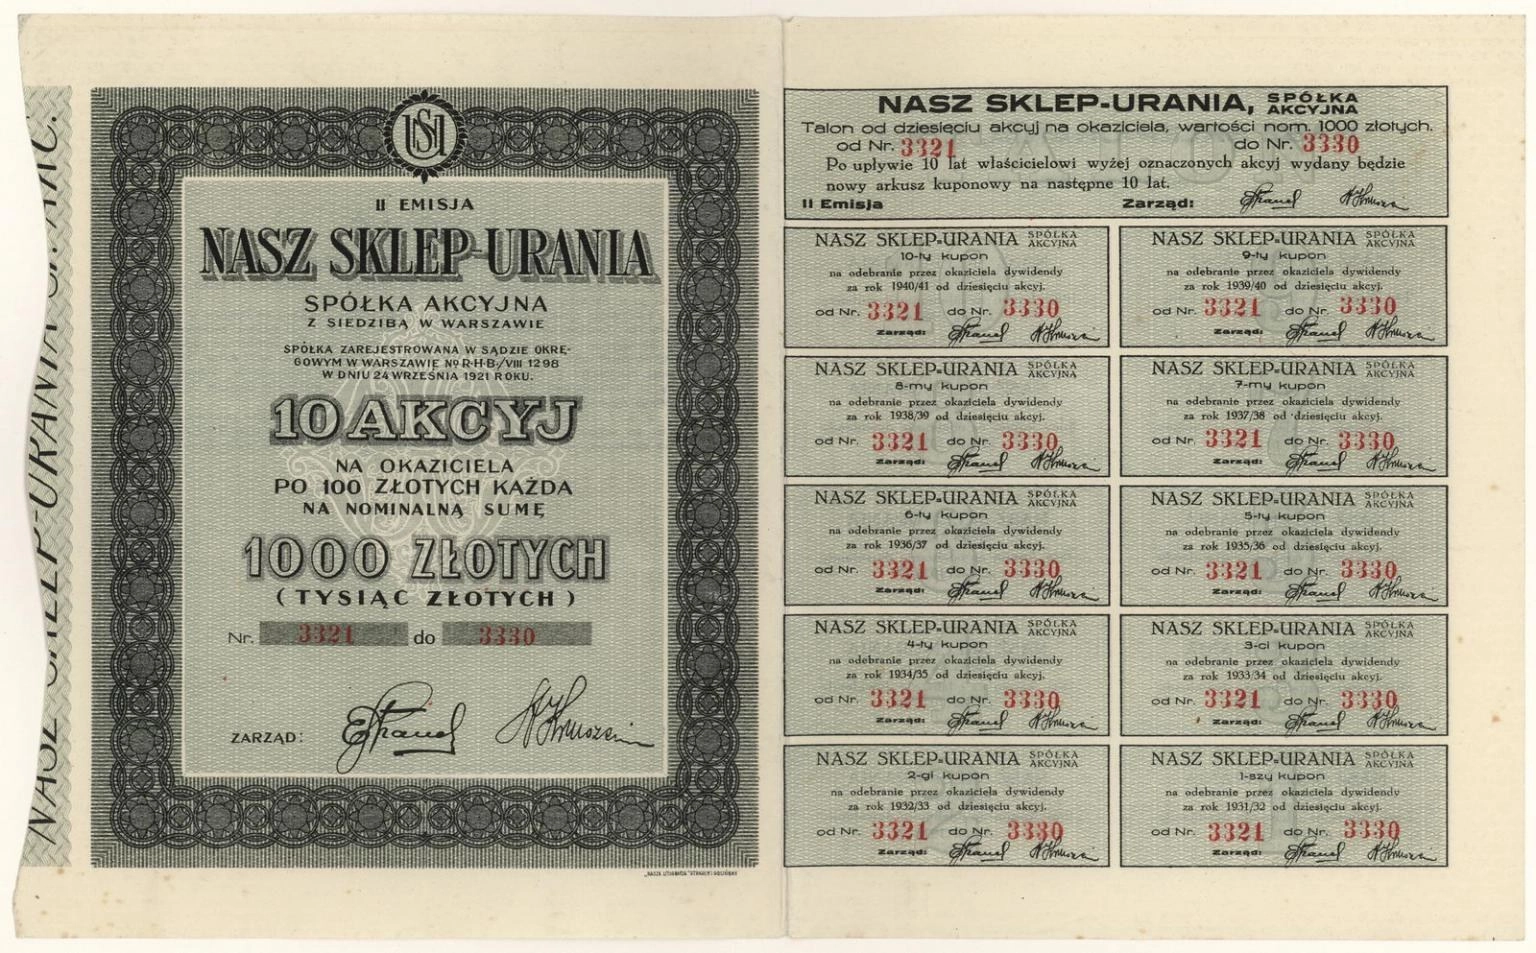 NASZ SKLEP-URANIA SP. AKC.
US
II EMISJA
NASZ SKLEP-URANIA
SPÓŁKA AKCYJNA
Z SIEDZIBĄ W WARSZAWIE
SPÓŁKA ZAREJESTROWANA W SĄDZIE OKRĘ-
GOWYM W WARSZAWIE No R·H·B·/VIII 1298
W DNIU 24 WRZEŚNIA 1921 ROKU.
10 AKCYJ
NA OKAZICIELA
PO 100 ZŁOTYCH KAŻDA
NA NOMINALNĄ SUMĘ
1000 ZŁOTYCH
(TYSIĄC ZŁOTYCH)
Nr. 3321 do 3330
ZARZĄD:
NASZ SKLEP-URANIA, SPÓŁKA AKCYJNA
Talon od dziesięciu akcyj na okaziciela, wartości nom. 1000 złotych.
od Nr. 3321 do Nr. 3330
Po upływie 10 lat właścicielowi wyżej oznaczonych akcyj wydany będzie
nowy arkusz kuponowy na następne 10 lat.
II Emisja Zarząd:
NASZ SKLEP-URANIA SPÓŁKA AKCYJNA
10-ty kupon
na odebranie przez okaziciela dywidendy
za rok 1940/41 od dziesięciu akcyj.
od Nr. 3321 do Nr. 3330
Zarząd:
NASZ SKLEP-URANIA SPÓŁKA AKCYJNA
9-ty kupon
na odebranie przez okaziciela dywidendy
za rok 1939/40 od dziesięciu akcyj.
od Nr. 3321 do Nr. 3330
Zarząd:
NASZ SKLEP-URANIA SPÓŁKA AKCYJNA
8-my kupon
na odebranie przez okaziciela dywidendy
za rok 1938/39 od dziesięciu akcyj.
od Nr. 3321 do Nr. 3330
Zarząd:
NASZ SKLEP-URANIA SPÓŁKA AKCYJNA
7-my kupon
na odebranie przez okaziciela dywidendy
za rok 1937/38 od dziesięciu akcyj.
od Nr. 3321 do Nr. 3330
Zarząd:
NASZ SKLEP-URANIA SPÓŁKA AKCYJNA
6-ty kupon
na odebranie przez okaziciela dywidendy
za rok 1936/37 od dziesięciu akcyj.
od Nr. 3321 do Nr. 3330
Zarząd:
NASZ SKLEP-URANIA SPÓŁKA AKCYJNA
5-ty kupon
na odebranie przez okaziciela dywidendy
za rok 1935/36 od dziesięciu akcyj.
od Nr. 3321 do Nr. 3330
Zarząd:
NASZ SKLEP-URANIA SPÓŁKA AKCYJNA
4-ty kupon
na odebranie przez okaziciela dywidendy
za rok 1934/35 od dziesięciu akcyj.
od Nr. 3321 do Nr. 3330
Zarząd:
NASZ SKLEP-URANIA SPÓŁKA AKCYJNA
3-ci kupon
na odebranie przez okaziciela dywidendy
za rok 1933/34 od dziesięciu akcyj.
od Nr. 3321 do Nr. 3330
Zarząd:
NASZ SKLEP-URANIA SPÓŁKA AKCYJNA
2-gi kupon
na odebranie przez okaziciela dywidendy
za rok 1932/33 od dziesięciu akcyj.
od Nr. 3321 do Nr. 3330
Zarząd:
NASZ SKLEP-URANIA SPÓŁKA AKCYJNA
1-szy kupon
na odebranie przez okaziciela dywidendy
za rok 1931/32 od dziesięciu akcyj.
od Nr. 3321 do Nr. 3330
Zarząd: